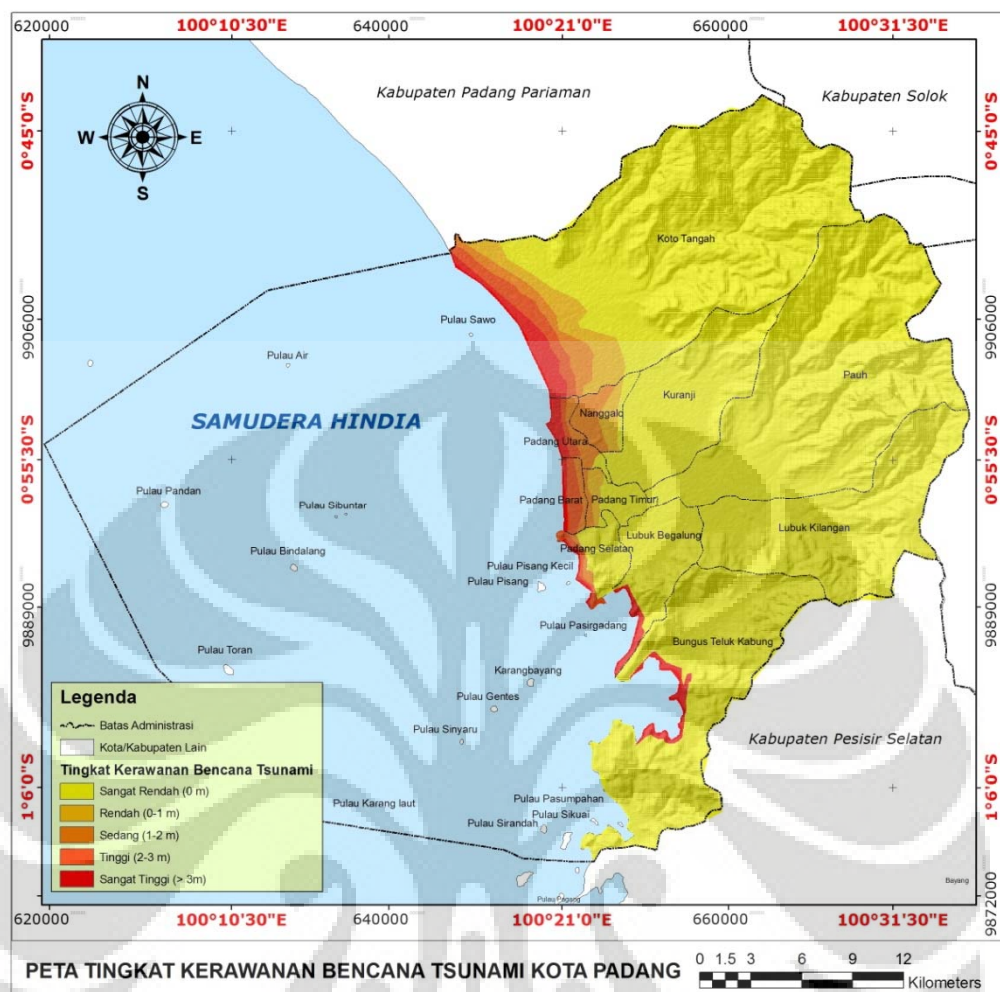 620000
100°10'30"E
640000
100°21'0"E
660000
100°31'30"E
Kabupaten Padang Pariaman
Kabupaten Solok
N
W
E
S
0°45'0"S
0°45'0"S
Koto Tangah
Pulau Sawo
9906000
9906000
Pulau Air
Pauh
Kuranji
SAMUDERA HINDIA
Nanggalo
Padang Utara
0°55'30"S
0°55'30"S
Pulau Pandan
Pulau Sibuntar
Padang Barat
Padang Timur
Lubuk Kilangan
Lubuk Begalung
Padang Selatan
Pulau Bindalang
Pulau Pisang Kecil
Pulau Pisang
9889000
9889000
Pulau Pasirgadang
Bungus Teluk Kabung
Pulau Toran
Karangbayang
Pulau Gentes
Pulau Sinyaru
Kabupaten Pesisir Selatan
Legenda
Batas Administrasi
Kota/Kabupaten Lain
Tingkat Kerawanan Bencana Tsunami
Sangat Rendah (0 m)
Rendah (0-1 m)
Sedang (1-2 m)
Tinggi (2-3 m)
Sangat Tinggi (> 3m)
1°6'0"S
1°6'0"S
Pulau Karang laut
Pulau Pasumpahan
Pulau Sikuai
Pulau Sirandah
Bayang
Pulau Pagang
9872000
620000
100°10'30"E
640000
100°21'0"E
660000
100°31'30"E
PETA TINGKAT KERAWANAN BENCANA TSUNAMI KOTA PADANG
0 1.5 3 6 9 12
Kilometers